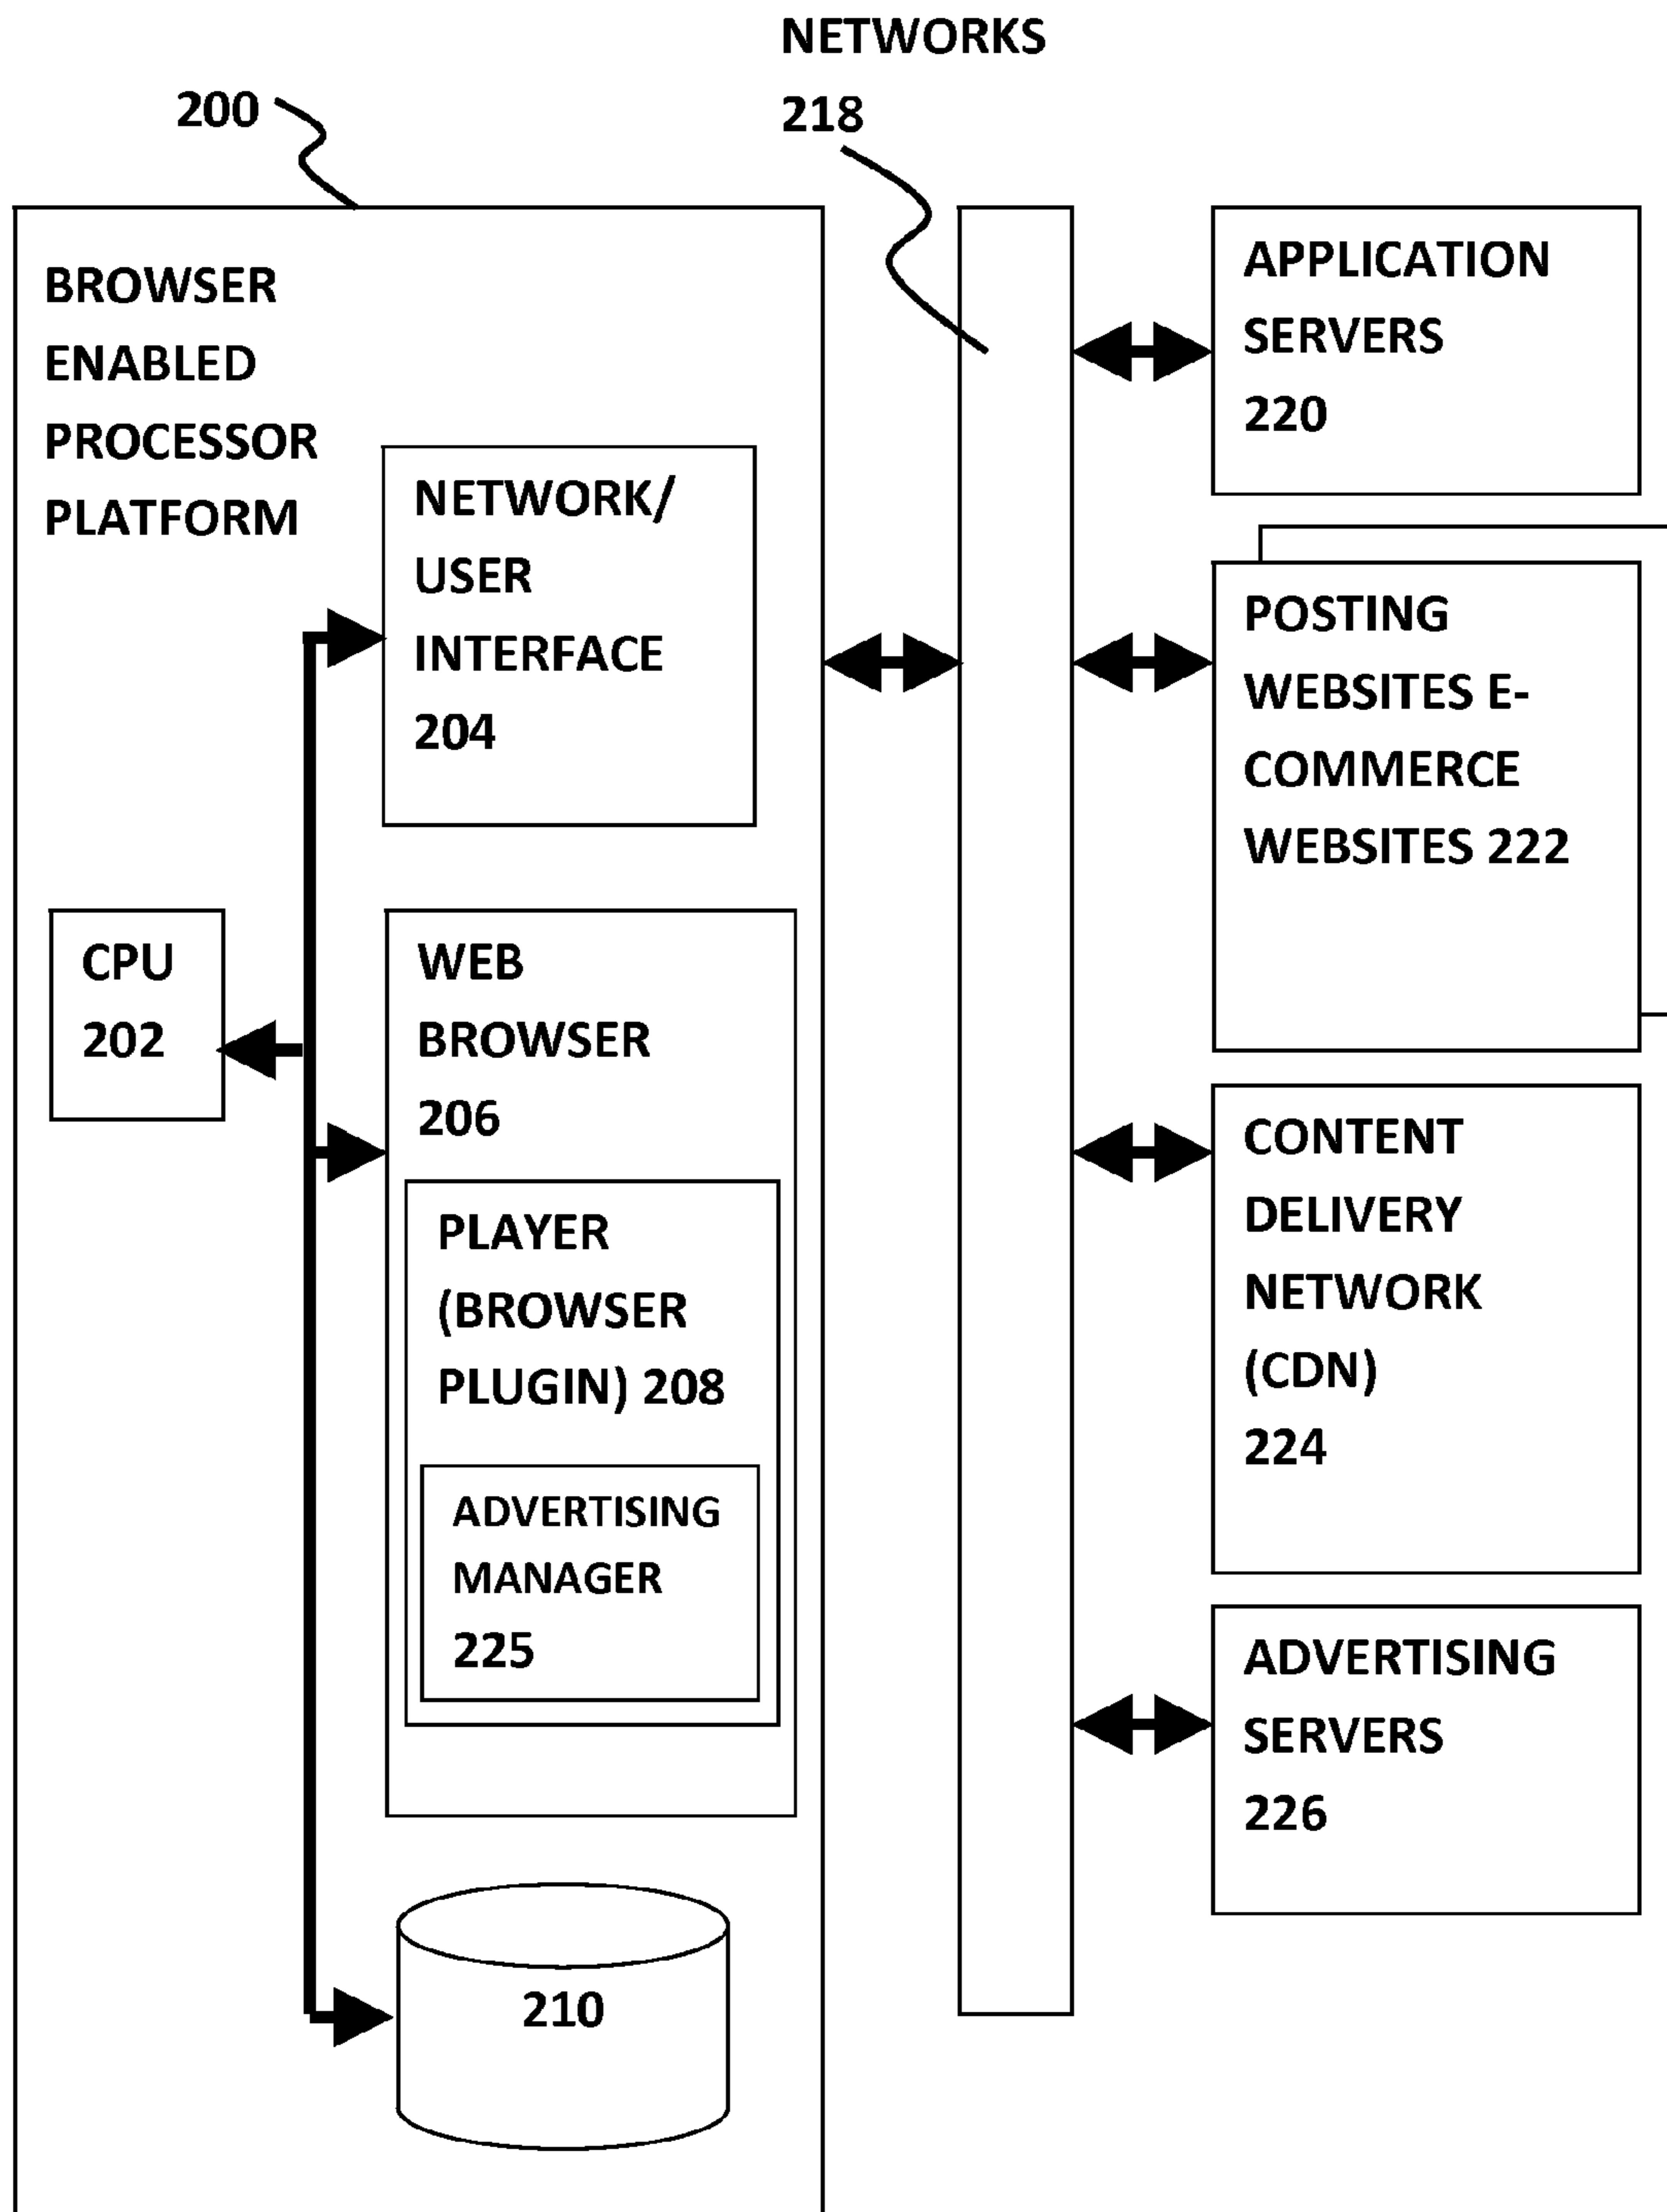 NETWORKS
218
200
BROWSER
ENABLED
PROCESSOR
PLATFORM
NETWORK/
USER
INTERFACE
204
CPU
202
WEB
BROWSER
206
PLAYER
(BROWSER
PLUGIN) 208
ADVERTISING
MANAGER
225
210
APPLICATION
SERVERS
220
POSTING
WEBSITES E-
COMMERCE
WEBSITES 222
CONTENT
DELIVERY
NETWORK
(CDN)
224
ADVERTISING
SERVERS
226